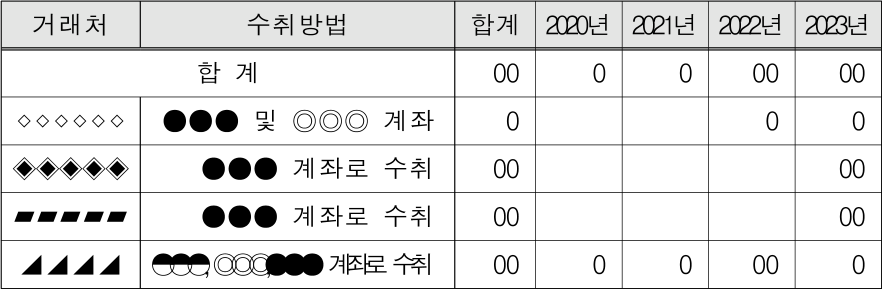 거래처 수취방법 합계 2020년 2021년 2022년 2023년
합 계 00 0 0 00 00
◇◇◇◇◇◇ ●●● 및 ◎◎◎ 계좌 0 0 0
◈◈◈◈◈ ●●● 계좌로 수취 00 00
▰▰▰▰▰ ●●● 계좌로 수취 00 00
◢◢◢◢ ◓◓◓, ◎◎◎, ●●● 계좌로 수취 00 0 0 00 0